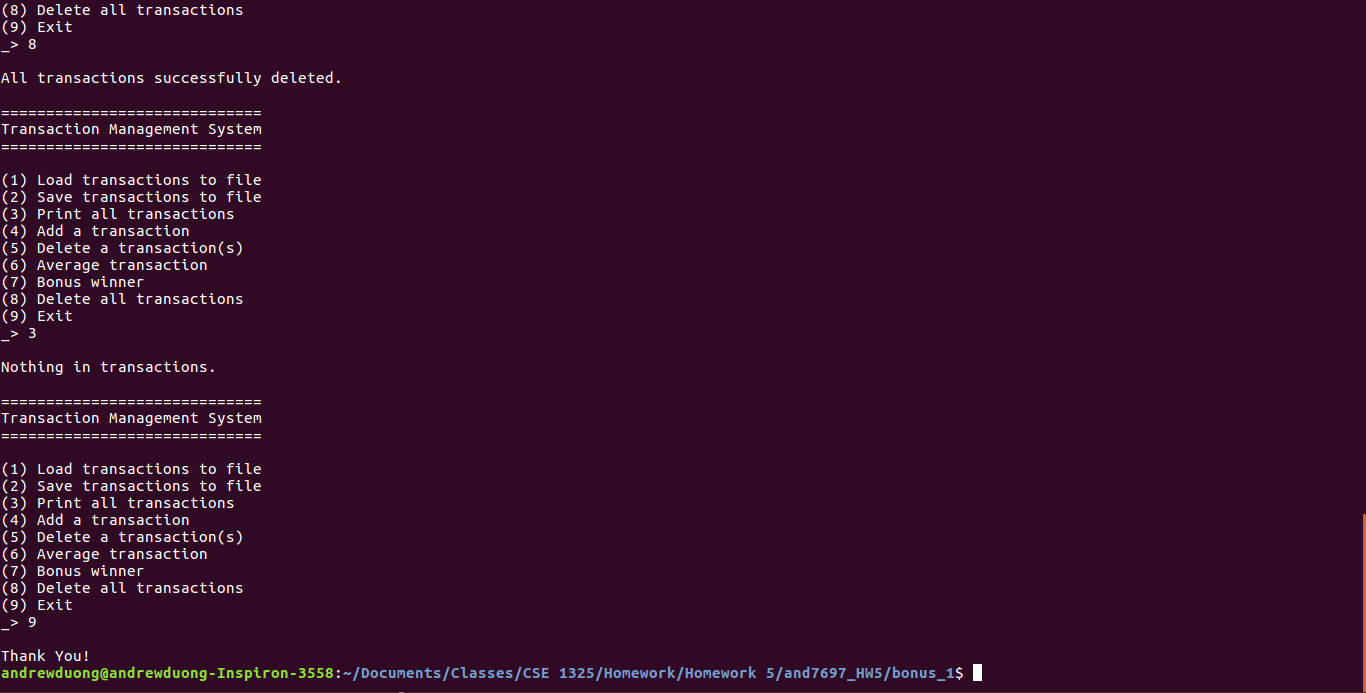 (8) Delete all transactions
(9) Exit
_> 8
All transactions successfully deleted.
=============================
Transaction Management System
=============================
(1) Load transactions to file
(2) Save transactions to file
(3) Print all transactions
(4) Add a transaction
(5) Delete a transaction(s)
(6) Average transaction
(7) Bonus winner
(8) Delete all transactions
(9) Exit
_> 3
Nothing in transactions.
=============================
Transaction Management System
=============================
(1) Load transactions to file
(2) Save transactions to file
(3) Print all transactions
(4) Add a transaction
(5) Delete a transaction(s)
(6) Average transaction
(7) Bonus winner
(8) Delete all transactions
(9) Exit
_> 9
Thank You!
andrewduong@andrewduong-Inspiron-3558:~/Documents/Classes/CSE 1325/Homework/Homework 5/and7697_HW5/bonus_1$